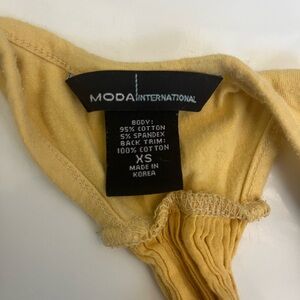 MODA INTERNATIONAL
BODY:
95% COTTON
5% SPANDEX
BACK TRIM:
100% COTTON
XS
MADE IN
KOREA